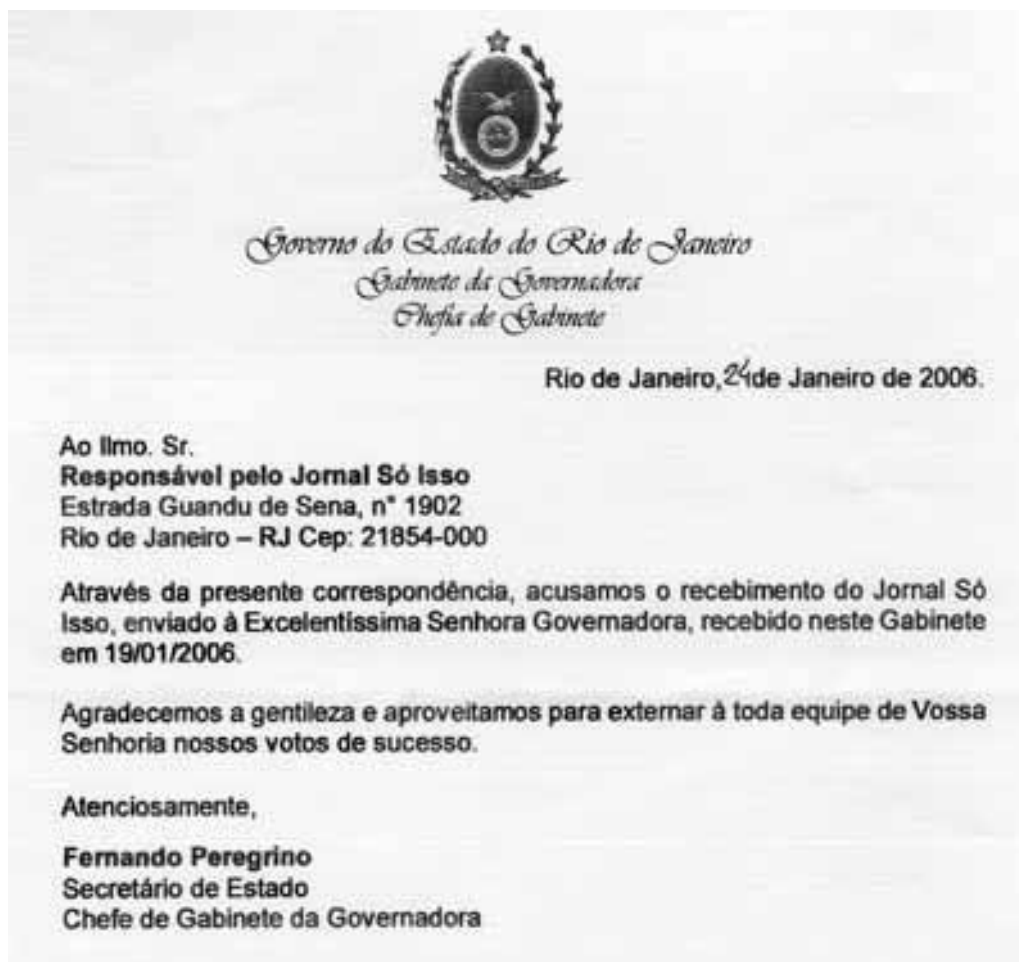 Governo do Estado do Rio de Janeiro
Gabinete da Governadora
Chefia de Gabinete
Rio de Janeiro, 24 de Janeiro de 2006.
Ao Ilmo. Sr.
Responsável pelo Jornal Só Isso
Estrada Guandu de Sena, n° 1902
Rio de Janeiro – RJ Cep: 21854-000
Através da presente correspondência, acusamos o recebimento do Jornal Só
Isso, enviado à Excelentíssima Senhora Governadora, recebido neste Gabinete
em 19/01/2006.
Agradecemos a gentileza e aproveitamos para externar à toda equipe de Vossa
Senhoria nossos votos de sucesso.
Atenciosamente,
Fernando Peregrino
Secretário de Estado
Chefe de Gabinete da Governadora